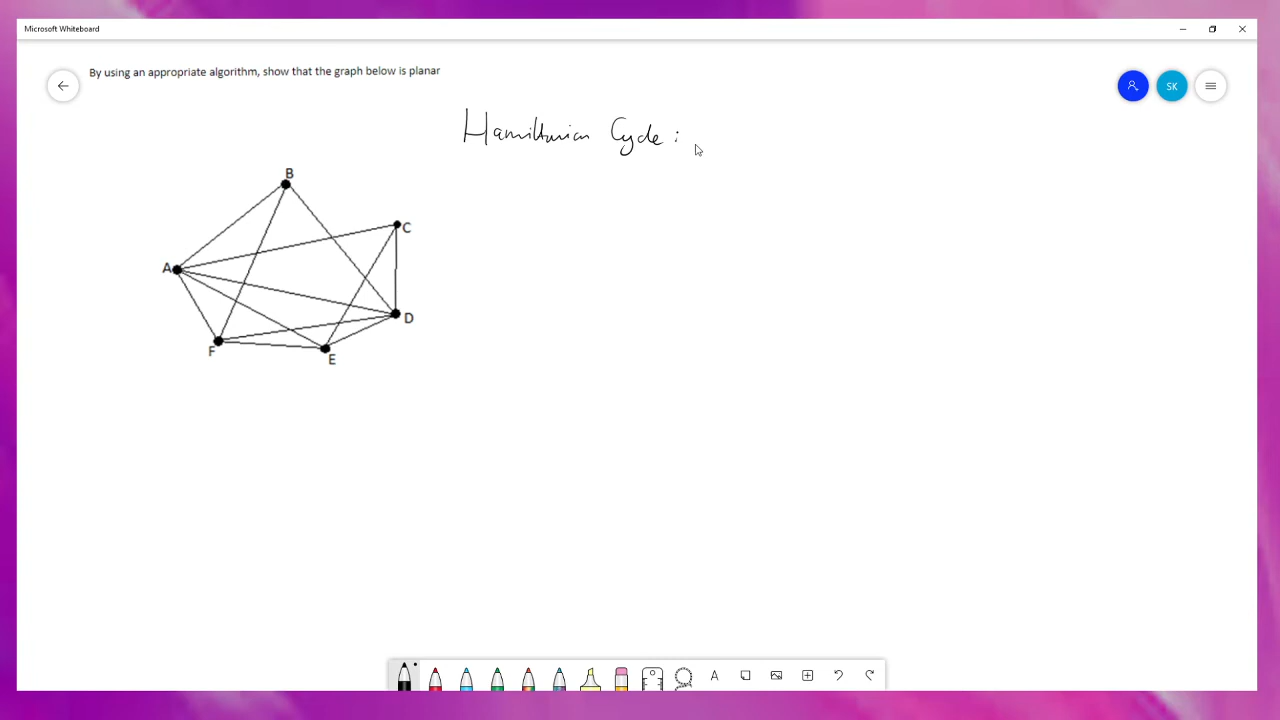 Microsoft Whiteboard
By using an appropriate algorithm, show that the graph below is planar
SK
Hamiltonian Cycle :
B
C
A
D
F
E
A